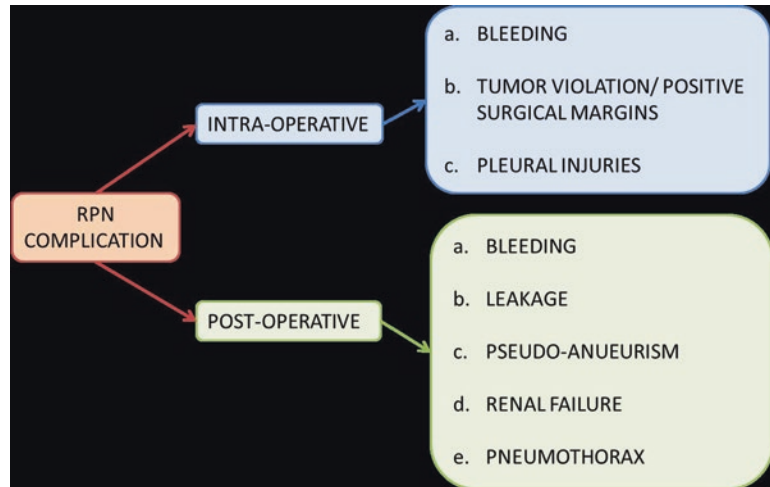 RPN
COMPLICATION
INTRA-OPERATIVE
a. BLEEDING
b. TUMOR VIOLATION/ POSITIVE
SURGICAL MARGINS
c. PLEURAL INJURIES
POST-OPERATIVE
a. BLEEDING
b. LEAKAGE
c. PSEUDO-ANUEURISM
d. RENAL FAILURE
e. PNEUMOTHORAX